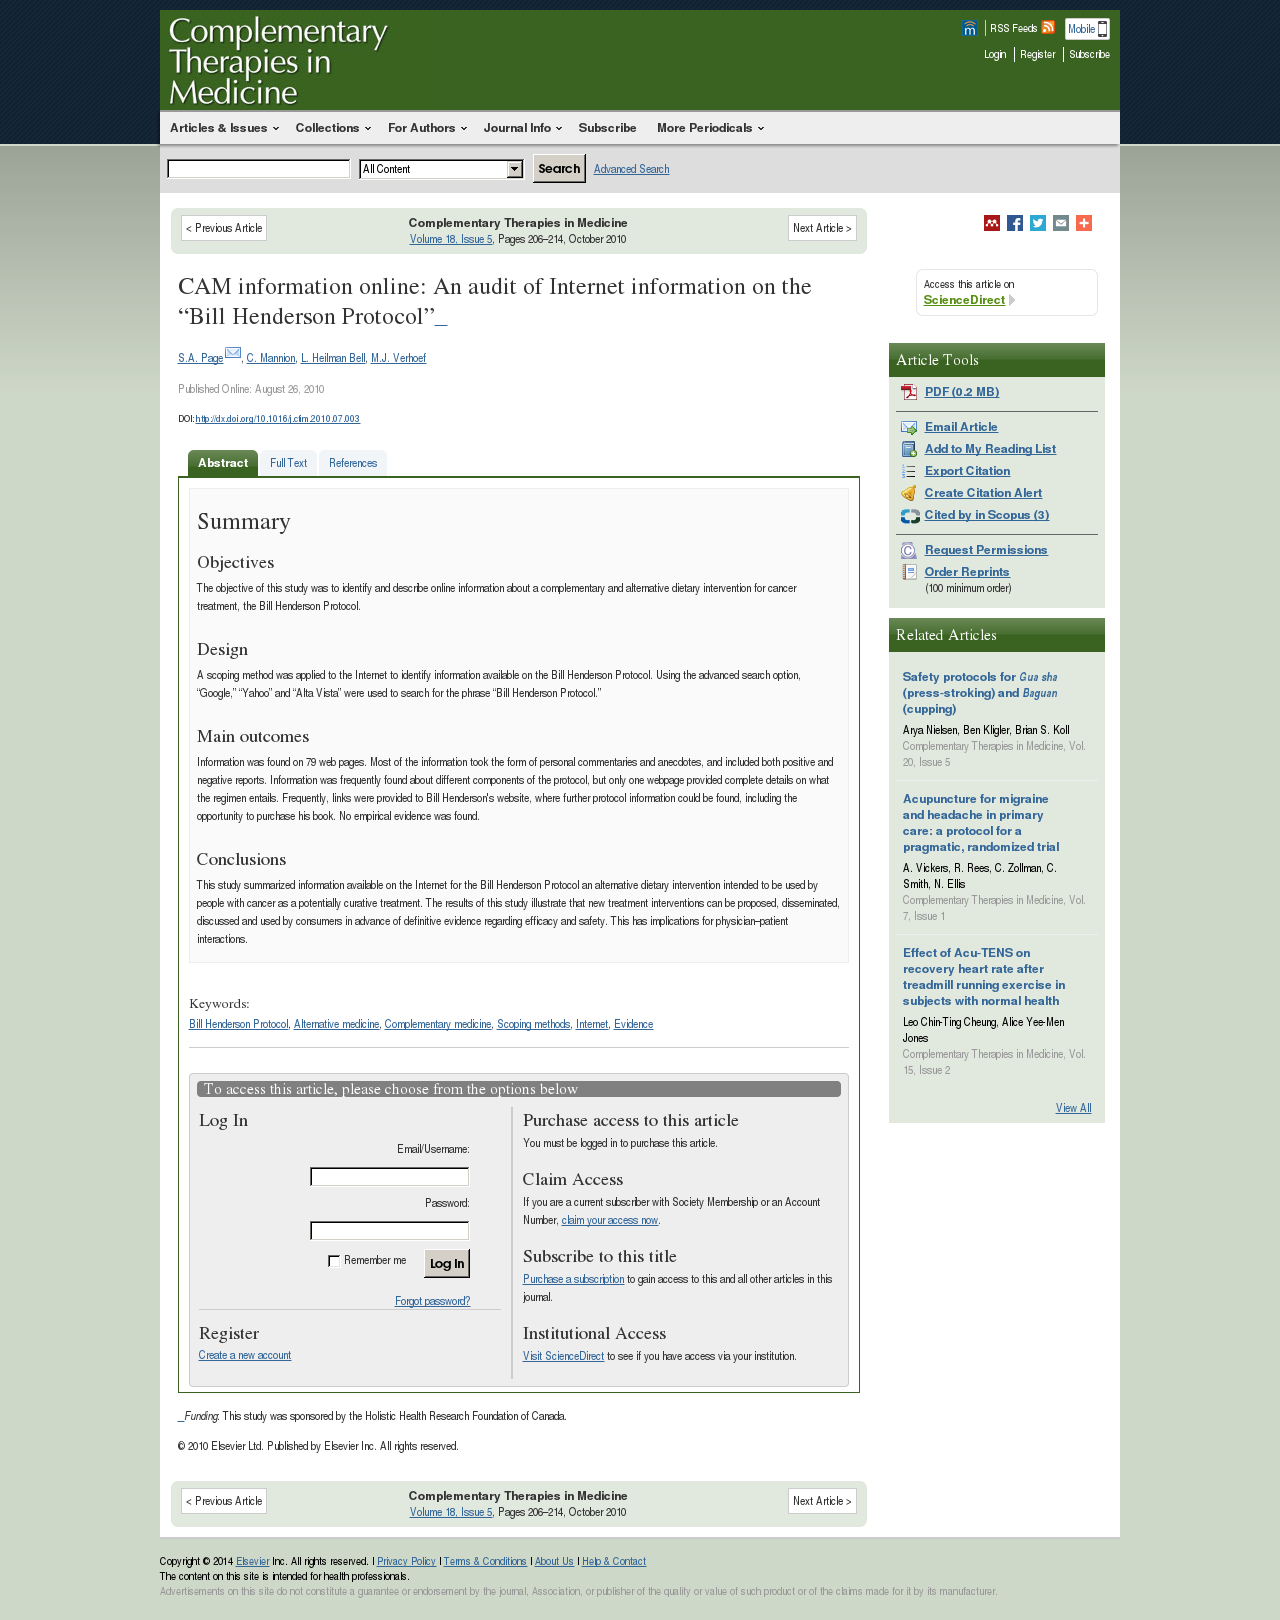 Complementary
Therapies in
Medicine
RSS Feeds
Mobile
Login
Register
Subscribe
Articles & Issues
Collections
For Authors
Journal Info
Subscribe
More Periodicals
All Content
Search
Advanced Search
< Previous Article
Complementary Therapies in Medicine
Volume 18, Issue 5, Pages 206–214, October 2010
Next Article >
CAM information online: An audit of Internet information on the
“Bill Henderson Protocol”_
S.A. Page, C. Mannion, L. Heilman Bell, M.J. Verhoef
Published Online: August 26, 2010
DOI: http://dx.doi.org/10.1016/j.ctim.2010.07.003
Abstract
Full Text
References
Summary
Objectives
The objective of this study was to identify and describe online information about a complementary and alternative dietary intervention for cancer
treatment, the Bill Henderson Protocol.
Design
A scoping method was applied to the Internet to identify information available on the Bill Henderson Protocol. Using the advanced search option,
“Google,” “Yahoo” and “Alta Vista” were used to search for the phrase “Bill Henderson Protocol.”
Main outcomes
Information was found on 79 web pages. Most of the information took the form of personal commentaries and anecdotes, and included both positive and
negative reports. Information was frequently found about different components of the protocol, but only one webpage provided complete details on what
the regimen entails. Frequently, links were provided to Bill Henderson's website, where further protocol information could be found, including the
opportunity to purchase his book. No empirical evidence was found.
Conclusions
This study summarized information available on the Internet for the Bill Henderson Protocol an alternative dietary intervention intended to be used by
people with cancer as a potentially curative treatment. The results of this study illustrate that new treatment interventions can be proposed, disseminated,
discussed and used by consumers in advance of definitive evidence regarding efficacy and safety. This has implications for physician–patient
interactions.
Keywords:
Bill Henderson Protocol, Alternative medicine, Complementary medicine, Scoping methods, Internet, Evidence
To access this article, please choose from the options below
Log In
Email/Username:
Password:
Remember me
Log In
Forgot password?
Register
Create a new account
Purchase access to this article
You must be logged in to purchase this article.
Claim Access
If you are a current subscriber with Society Membership or an Account
Number, claim your access now.
Subscribe to this title
Purchase a subscription to gain access to this and all other articles in this
journal.
Institutional Access
Visit ScienceDirect to see if you have access via your institution.
_Funding: This study was sponsored by the Holistic Health Research Foundation of Canada.
© 2010 Elsevier Ltd. Published by Elsevier Inc. All rights reserved.
< Previous Article
Complementary Therapies in Medicine
Volume 18, Issue 5, Pages 206–214, October 2010
Next Article >
Access this article on
ScienceDirect
Article Tools
PDF (0.2 MB)
Email Article
Add to My Reading List
Export Citation
Create Citation Alert
Cited by in Scopus (3)
Request Permissions
Order Reprints
(100 minimum order)
Related Articles
Safety protocols for Gua sha
(press-stroking) and Baguan
(cupping)
Arya Nielsen, Ben Kligler, Brian S. Koll
Complementary Therapies in Medicine, Vol.
20, Issue 5
Acupuncture for migraine
and headache in primary
care: a protocol for a
pragmatic, randomized trial
A. Vickers, R. Rees, C. Zollman, C.
Smith, N. Ellis
Complementary Therapies in Medicine, Vol.
7, Issue 1
Effect of Acu-TENS on
recovery heart rate after
treadmill running exercise in
subjects with normal health
Leo Chin-Ting Cheung, Alice Yee-Men
Jones
Complementary Therapies in Medicine, Vol.
15, Issue 2
View All
Copyright © 2014 Elsevier Inc. All rights reserved. | Privacy Policy | Terms & Conditions | About Us | Help & Contact
The content on this site is intended for health professionals.
Advertisements on this site do not constitute a guarantee or endorsement by the journal, Association, or publisher of the quality or value of such product or of the claims made for it by its manufacturer.